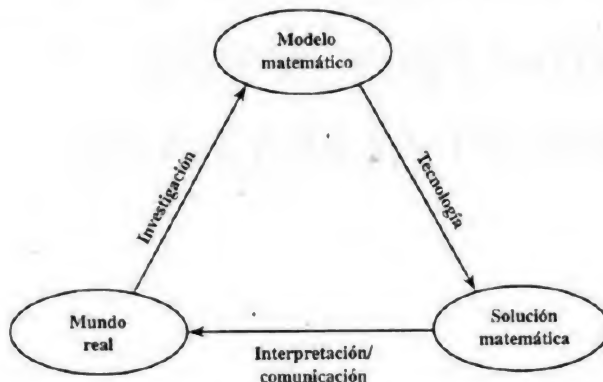 Modelo
matemático
Investigación
Tecnología
Mundo
real
Solución
matemática
Interpretación/
comunicación